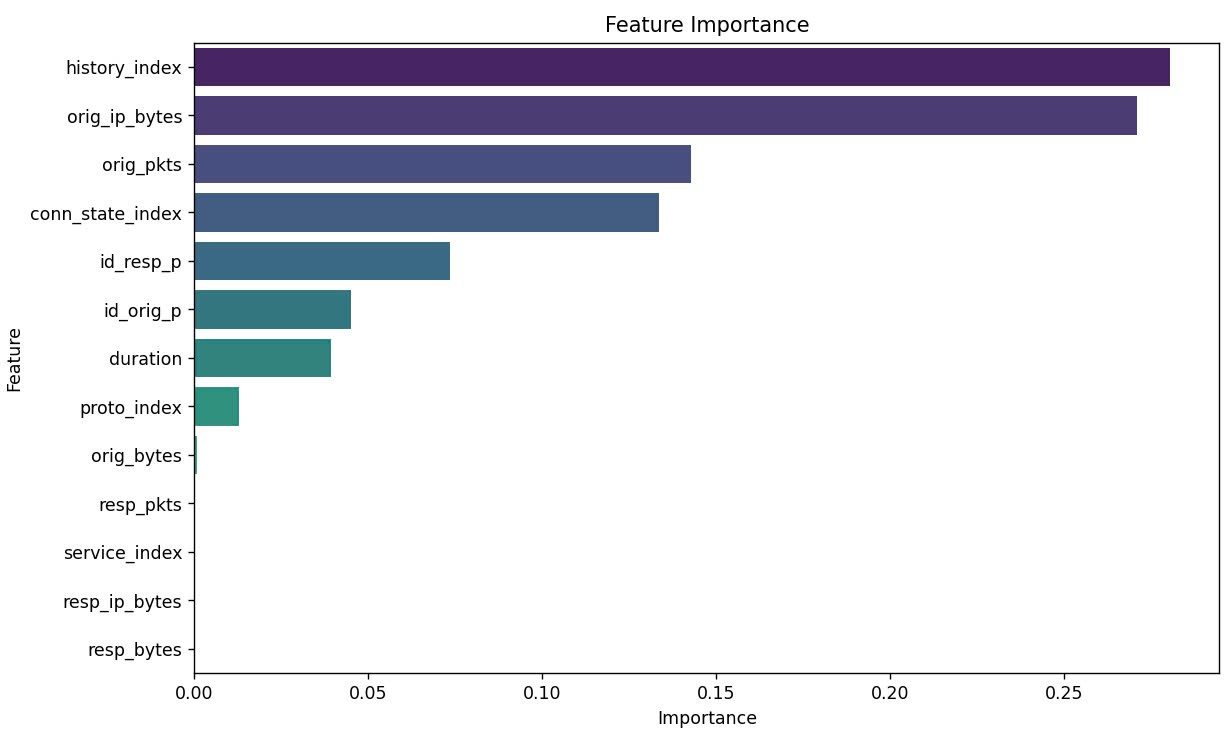 Feature Importance
history_index
orig_ip_bytes
orig_pkts
conn_state_index
id_resp_p
id_orig_p
duration
proto_index
orig_bytes
resp_pkts
service_index
resp_ip_bytes
resp_bytes
Feature
0.00 0.05 0.10 0.15 0.20 0.25
Importance